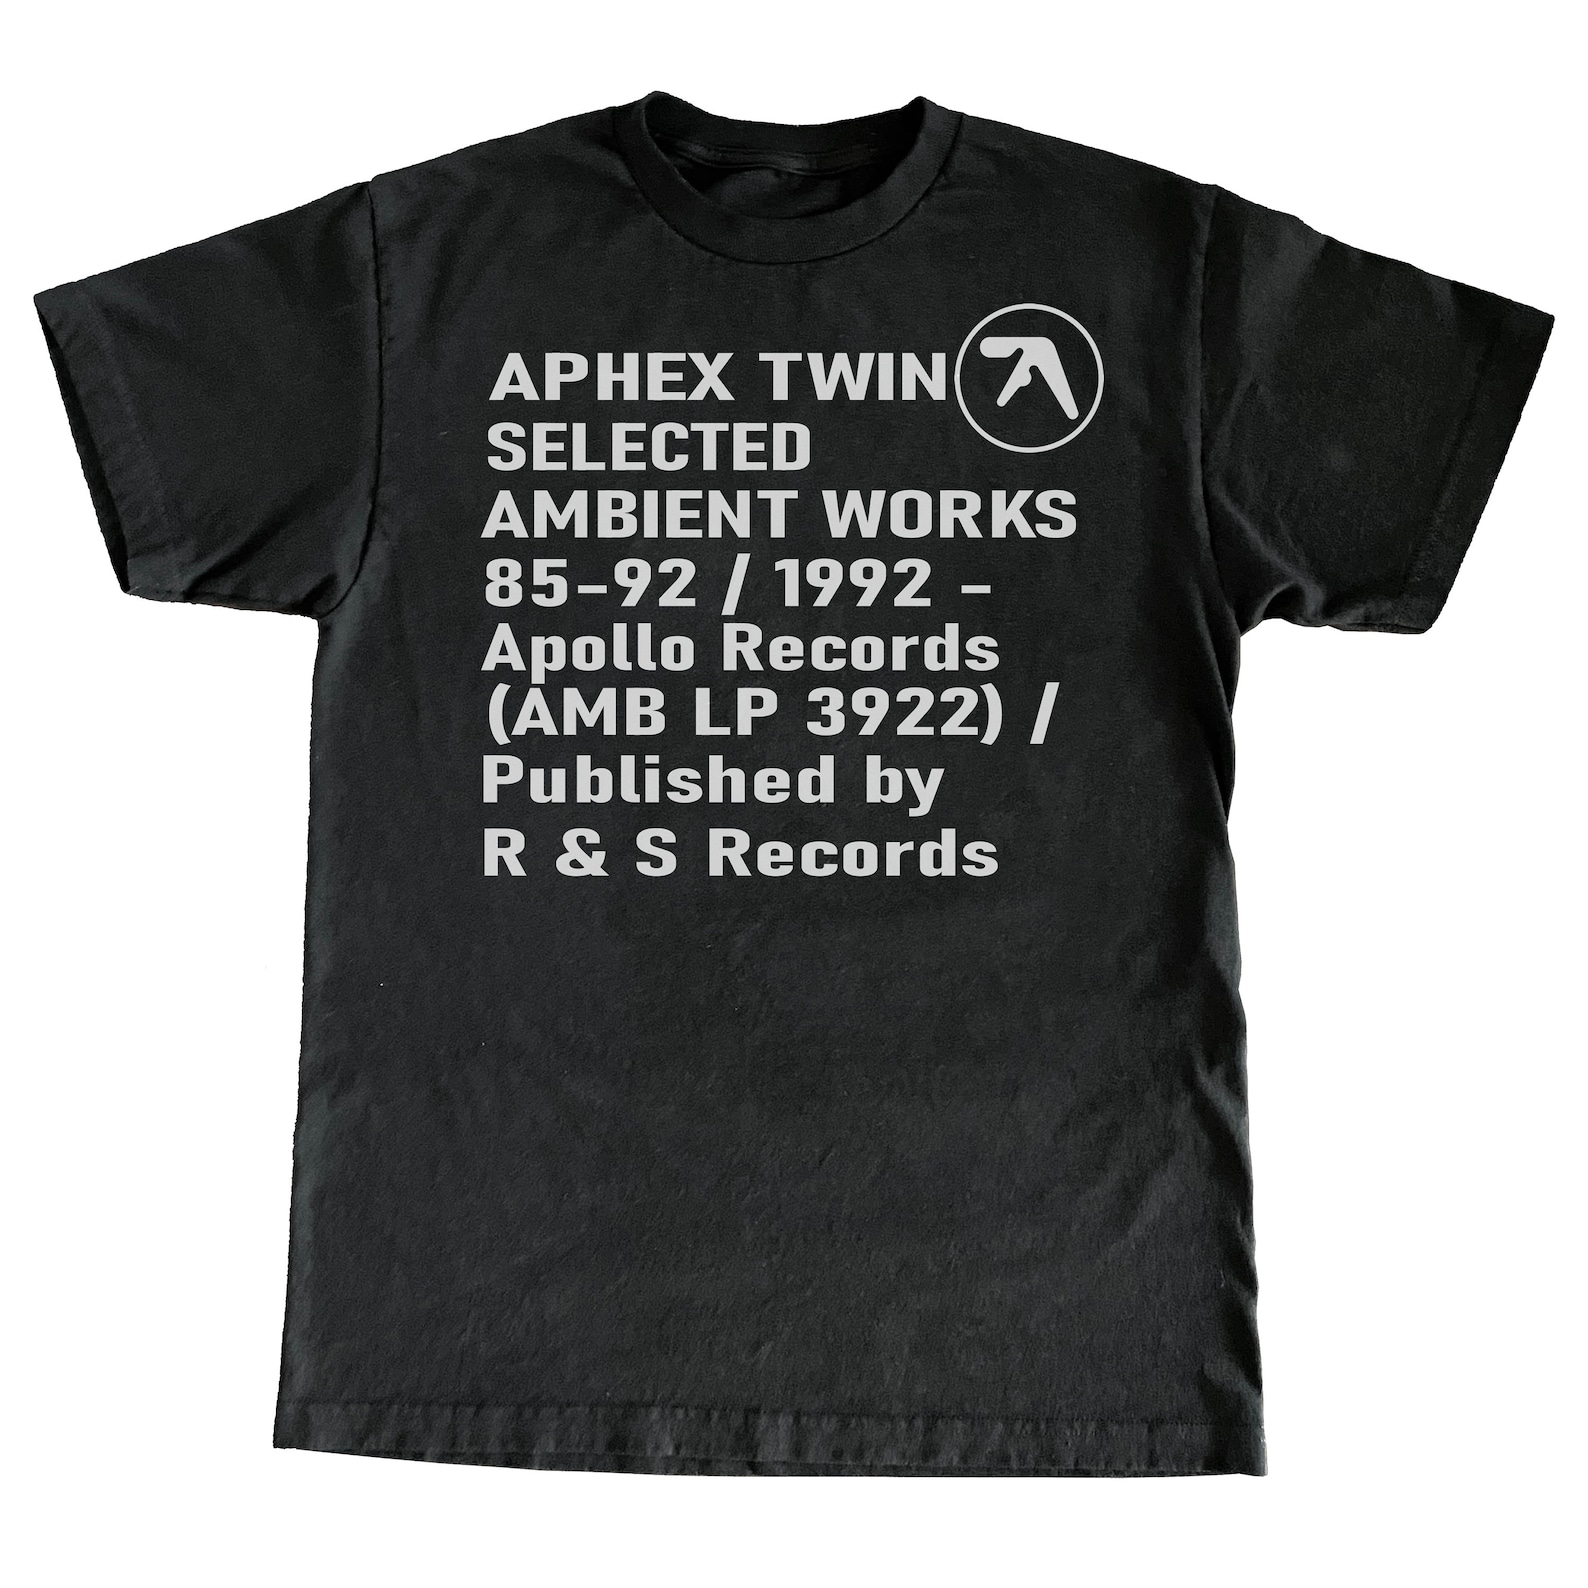 APHEX TWIN
SELECTED
AMBIENT WORKS
85-92 / 1992 -
Apollo Records
(AMB LP 3922) /
Published by
R & S Records